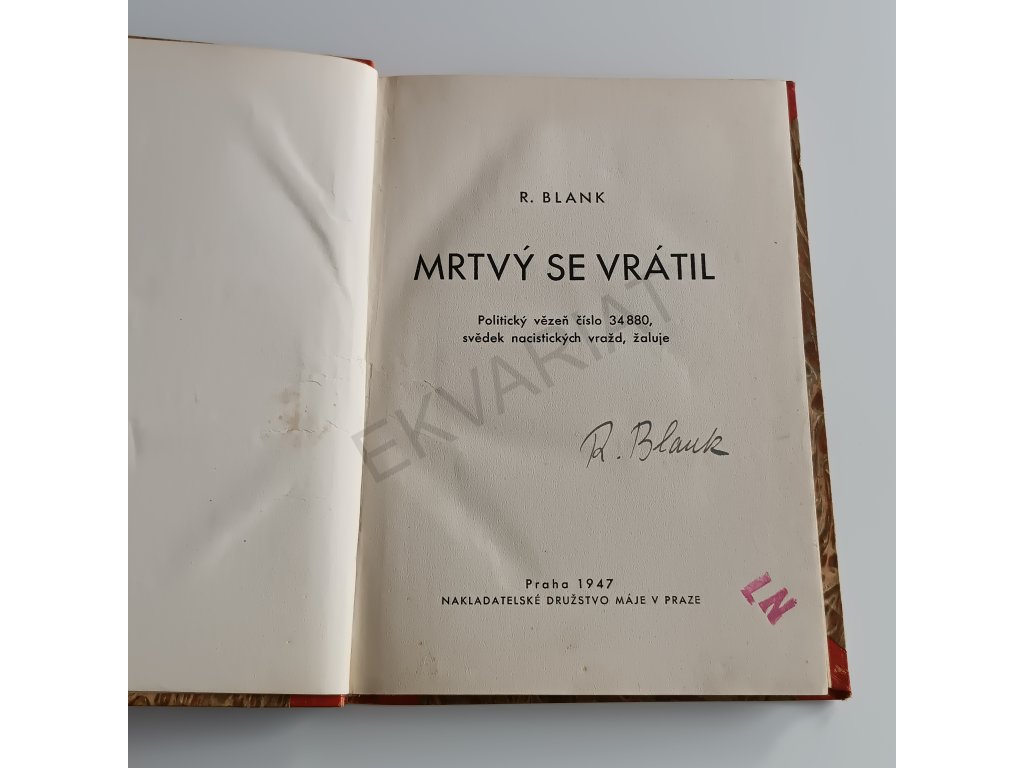 R. BLANK
MRTVÝ SE VRÁTIL
Politický vězeň číslo 34880,
svědek nacistických vražd, žaluje
EKVARIAT
R. Blank
Praha 1947
NAKLADATELSKÉ DRUŽSTVO MÁJE V PRAZE
LN